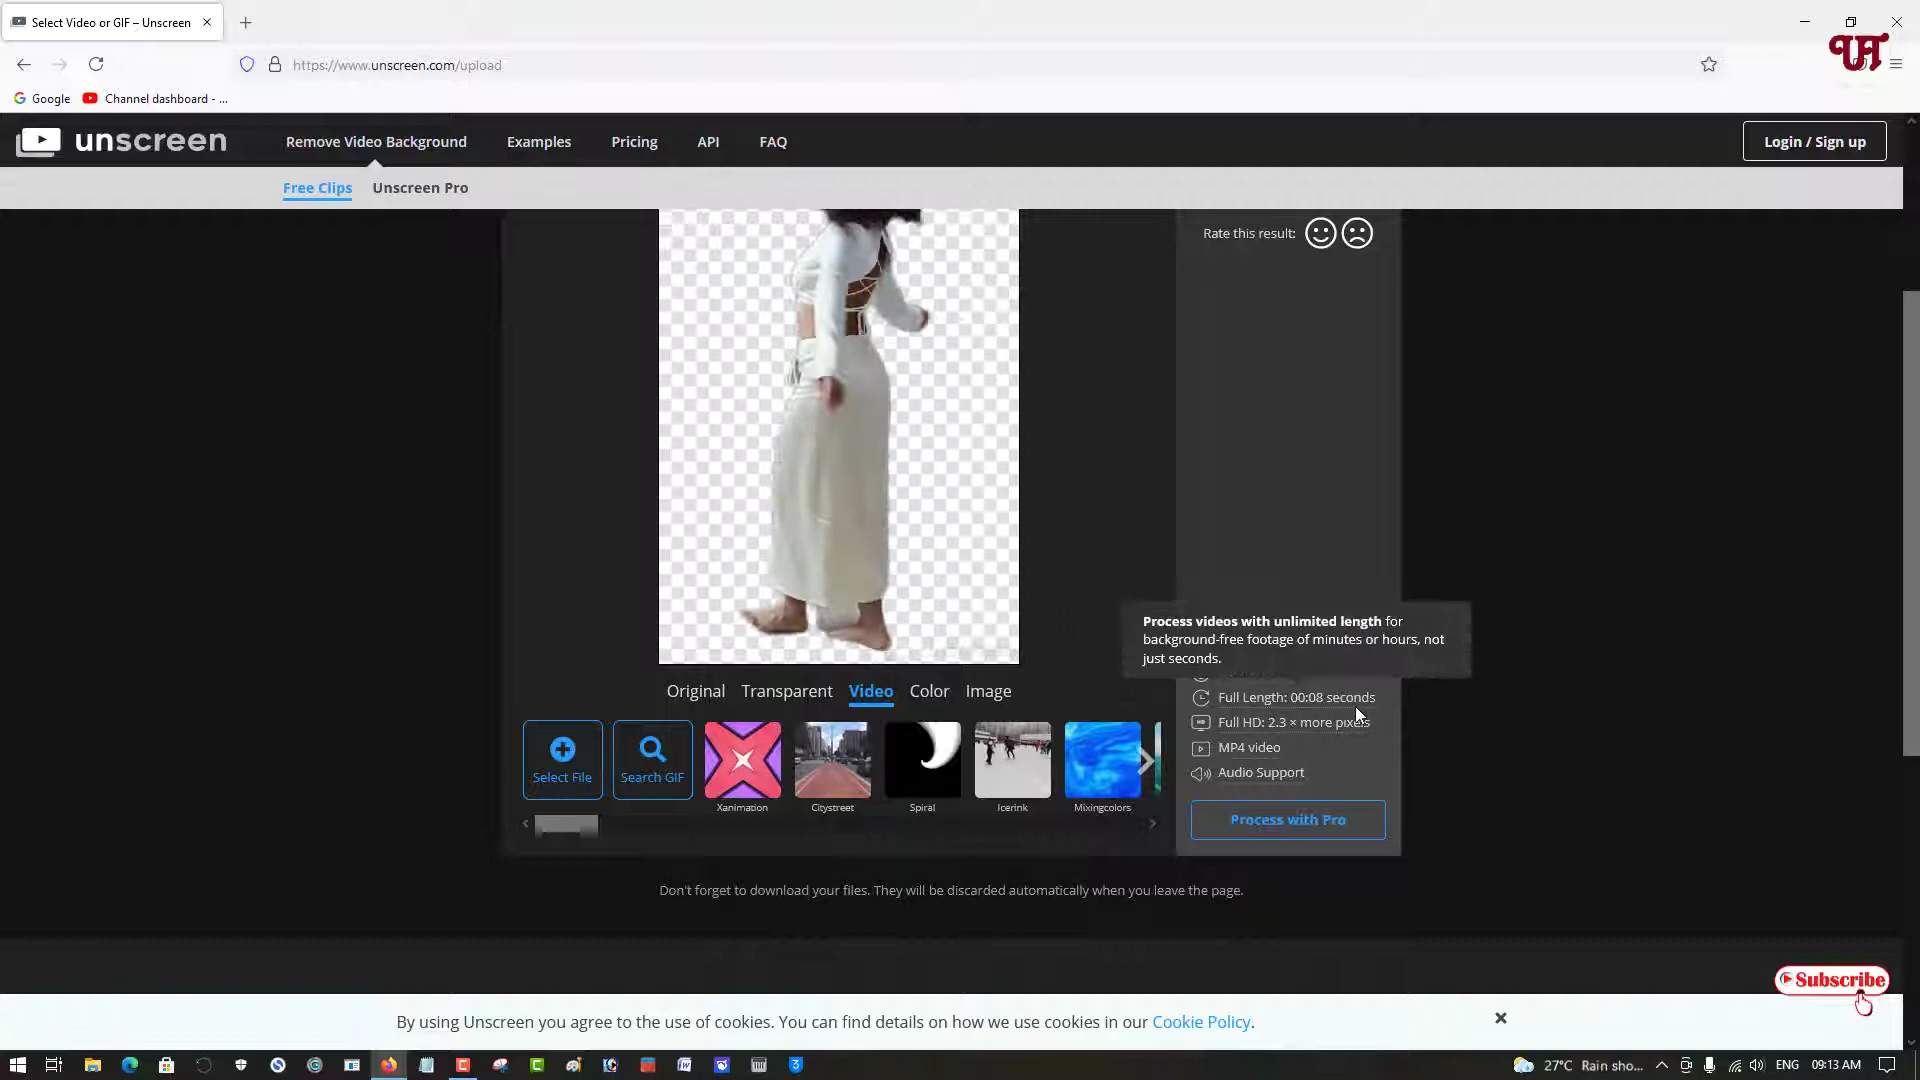 Select Video or GIF – Unscreen
https://www.unscreen.com/upload
Google
Channel dashboard - ...
unscreen
Remove Video Background
Examples
Pricing
API
FAQ
Login / Sign up
Free Clips
Unscreen Pro
Rate this result:
Process videos with unlimited length for
background-free footage of minutes or hours, not
just seconds.
Full Length: 00:08 seconds
Full HD: 2.3 × more pixels
MP4 video
Audio Support
Process with Pro
Original
Transparent
Video
Color
Image
Select File
Search GIF
Xanimation
Citystreet
Spiral
Icerink
Mixingcolors
Don't forget to download your files. They will be discarded automatically when you leave the page.
Subscribe
By using Unscreen you agree to the use of cookies. You can find details on how we use cookies in our Cookie Policy.
27°C Rain sho...
ENG
09:13 AM